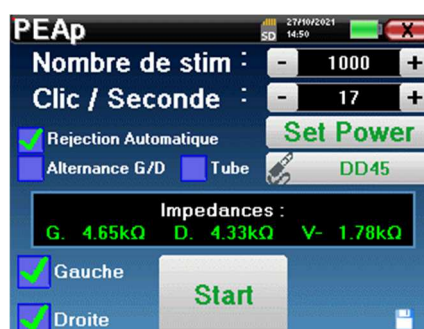 PEAp SD 27/10/2021 14:50 X
Nombre de stim : - 1000 +
Clic / Seconde : - 17 +
Rejection Automatique Set Power
Alternance G/D Tube DD45
Impedances :
G. 4.65kΩ D. 4.33kΩ V- 1.78kΩ
Gauche
Start
Droite